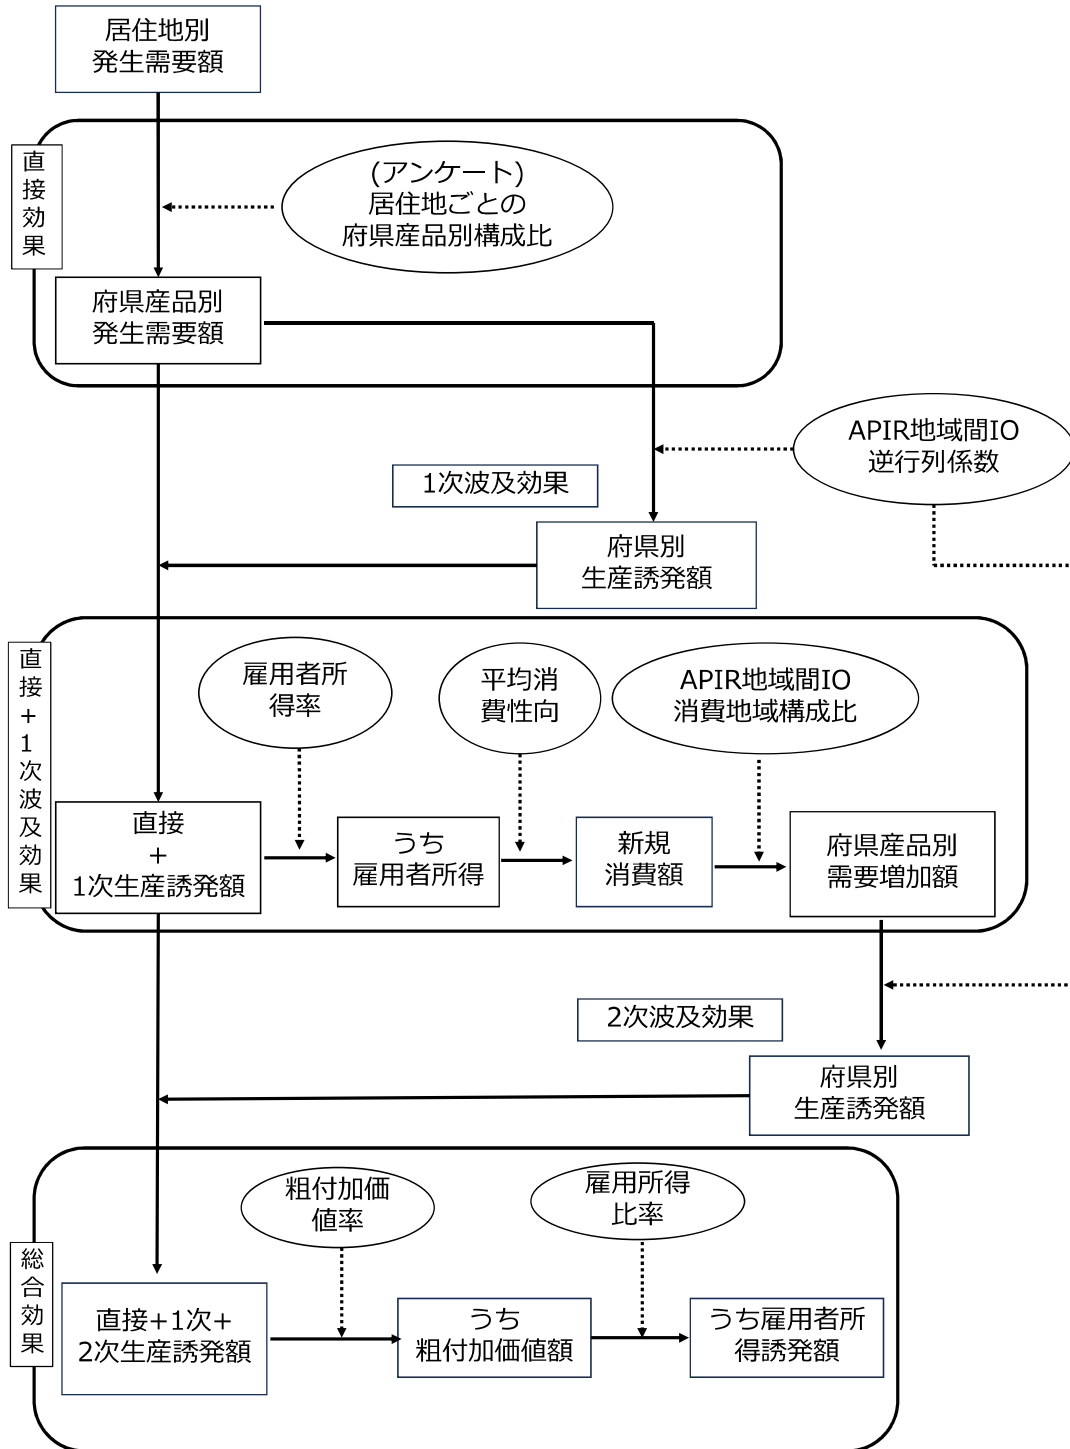 居住地別
発生需要額
直接効果
(アンケート)
居住地ごとの
府県産品別構成比
府県産品別
発生需要額
APIR地域間IO
逆行列係数
1次波及効果
府県別
生産誘発額
直接+1次波及効果
雇用者所
得率
平均消
費性向
APIR地域間IO
消費地域構成比
直接
+
1次生産誘発額
うち
雇用者所得
新規
消費額
府県産品別
需要増加額
2次波及効果
府県別
生産誘発額
総合効果
粗付加価
値率
雇用所得
比率
直接+1次+
2次生産誘発額
うち
粗付加価値額
うち雇用者所
得誘発額